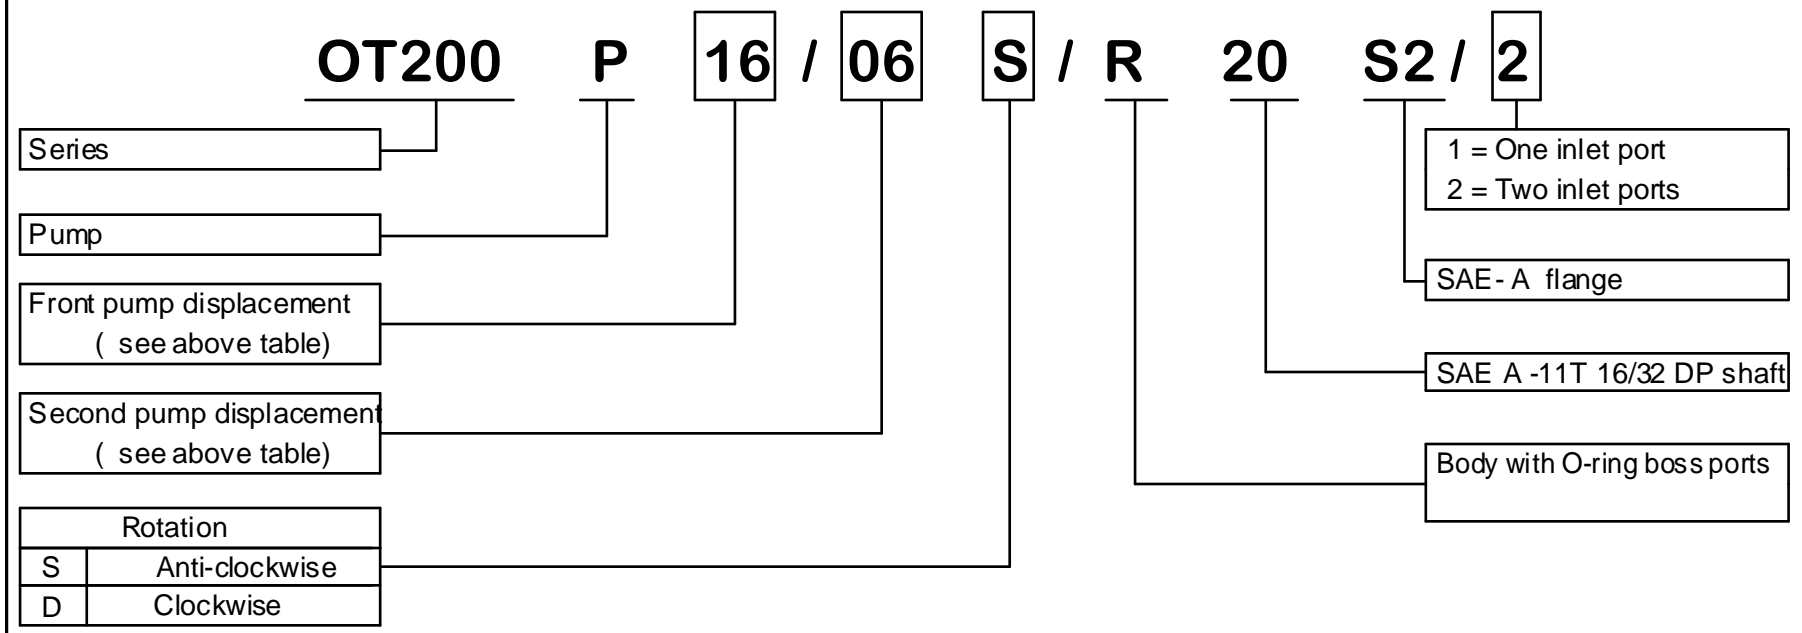 OT200 P 16 / 06 S / R 20 S2 / 2
Series
Pump
Front pump displacement
( see above table)
Second pump displacement
( see above table)
Rotation
S Anti-clockwise
D Clockwise
1 = One inlet port
2 = Two inlet ports
SAE- A flange
SAE A -11T 16/32 DP shaft
Body with O-ring boss ports